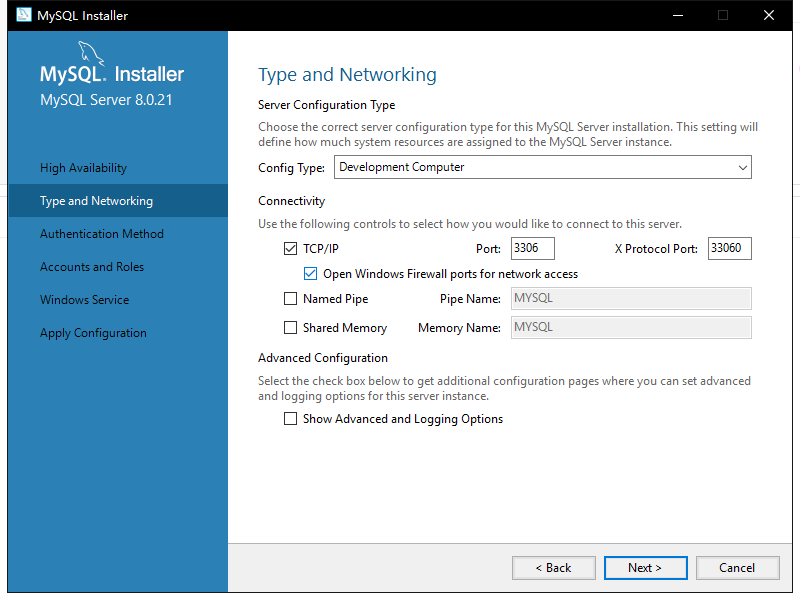 MySQL Installer
MySQL. Installer
MySQL Server 8.0.21
High Availability
Type and Networking
Authentication Method
Accounts and Roles
Windows Service
Apply Configuration
Type and Networking
Server Configuration Type
Choose the correct server configuration type for this MySQL Server installation. This setting will
define how much system resources are assigned to the MySQL Server instance.
Config Type: Development Computer
Connectivity
Use the following controls to select how you would like to connect to this server.
TCP/IP Port: 3306 X Protocol Port: 33060
Open Windows Firewall ports for network access
Named Pipe Pipe Name: MYSQL
Shared Memory Memory Name: MYSQL
Advanced Configuration
Select the check box below to get additional configuration pages where you can set advanced
and logging options for this server instance.
Show Advanced and Logging Options
< Back Next > Cancel